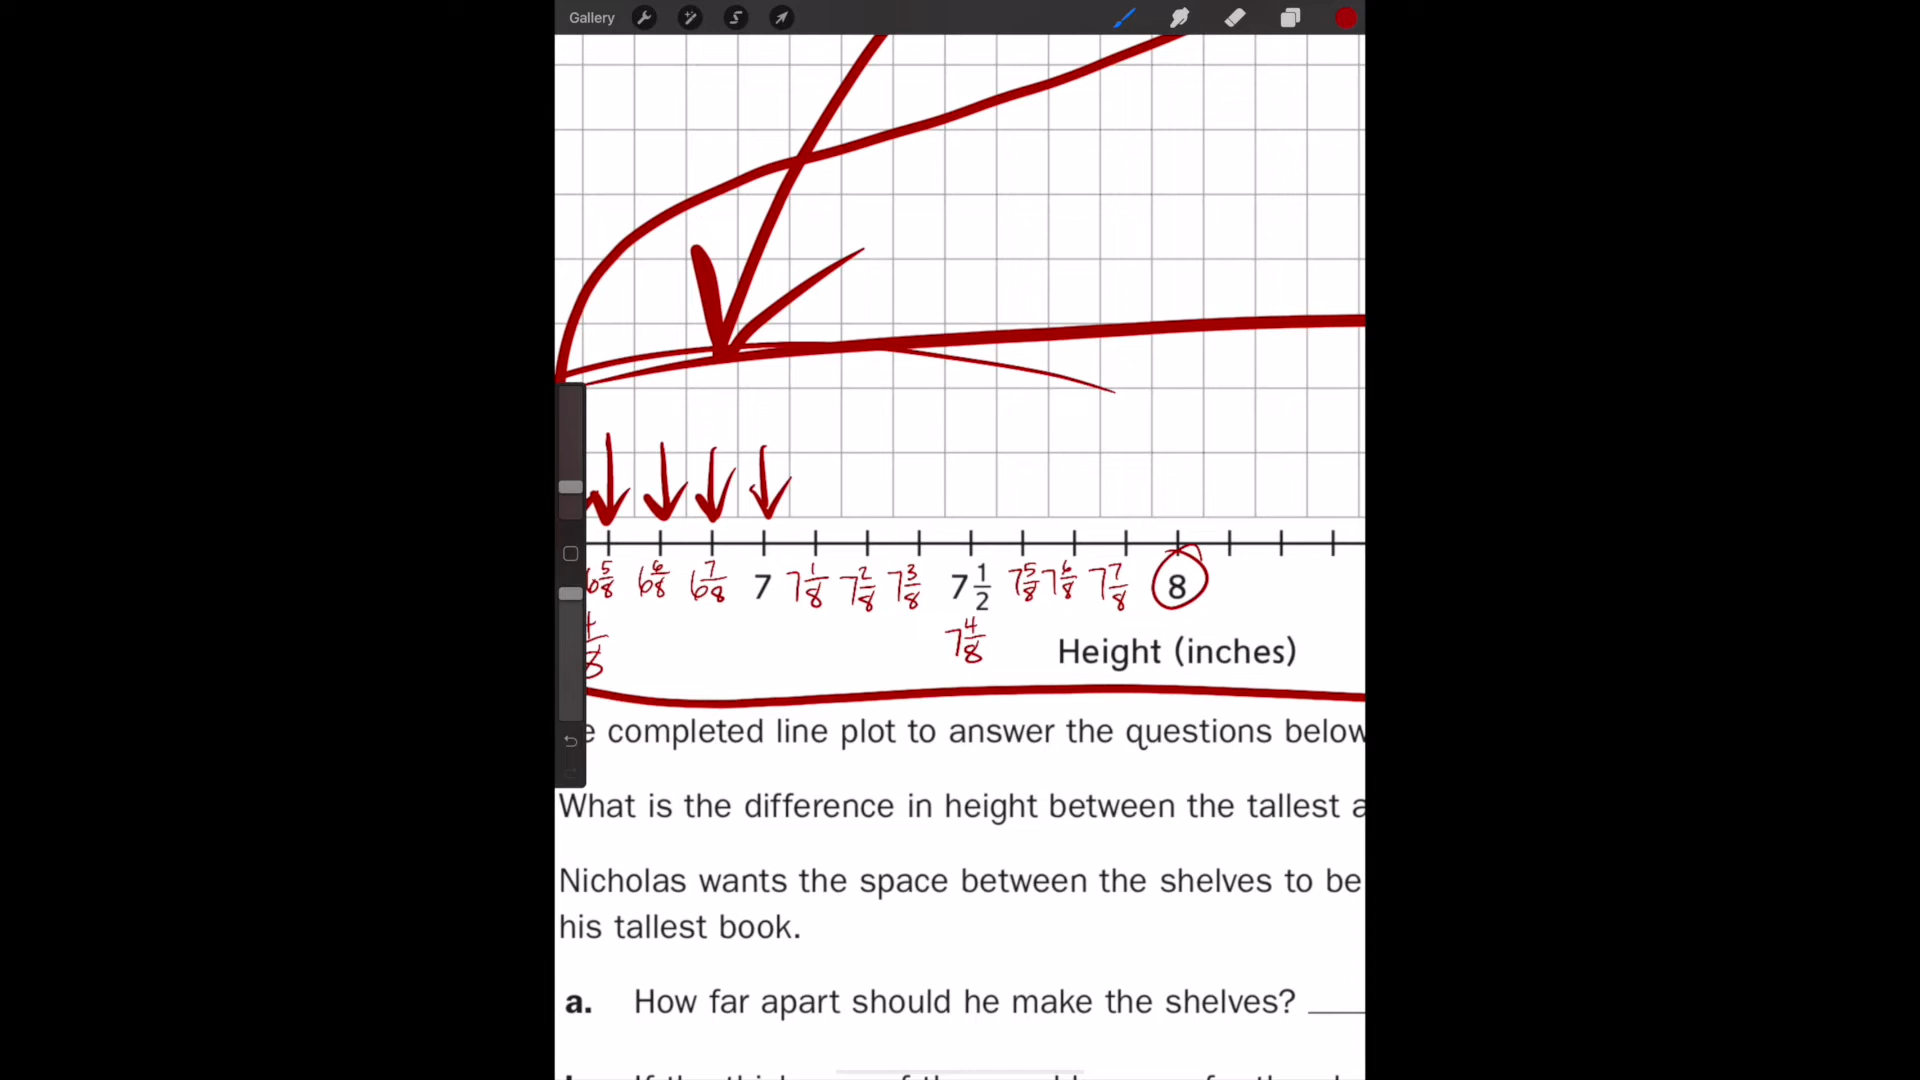 Gallery
6 5/8 6 6/8 6 7/8 7 7 1/8 7 2/8 7 3/8 7 1/2 7 5/8 7 6/8 7 7/8 8
4/8 7 4/8 Height (inches)
e completed line plot to answer the questions below
What is the difference in height between the tallest a
Nicholas wants the space between the shelves to be
his tallest book.
a. How far apart should he make the shelves?